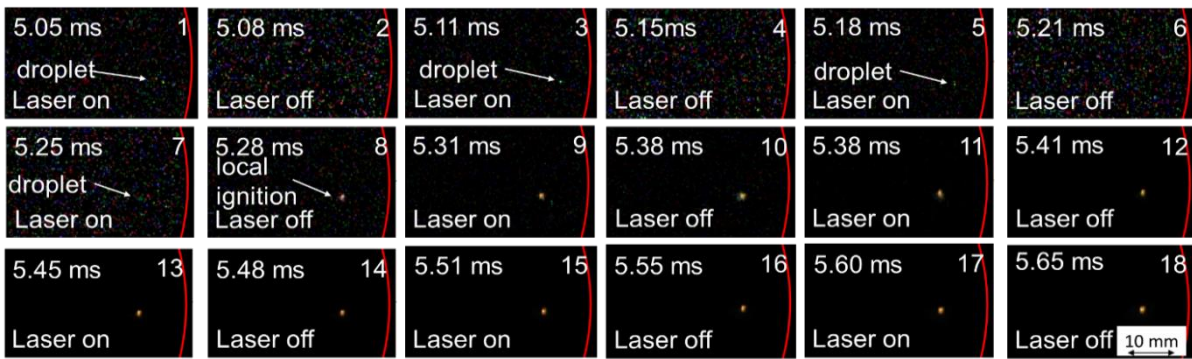 5.05 ms 1
droplet
Laser on
5.08 ms 2
Laser off
5.11 ms 3
droplet
Laser on
5.15ms 4
Laser off
5.18 ms 5
droplet
Laser on
5.21 ms 6
Laser off
5.25 ms 7
droplet
Laser on
5.28 ms 8
local
ignition
Laser off
5.31 ms 9
Laser on
5.38 ms 10
Laser off
5.38 ms 11
Laser on
5.41 ms 12
Laser off
5.45 ms 13
Laser on
5.48 ms 14
Laser off
5.51 ms 15
Laser on
5.55 ms 16
Laser off
5.60 ms 17
Laser on
5.65 ms 18
Laser off
10 mm